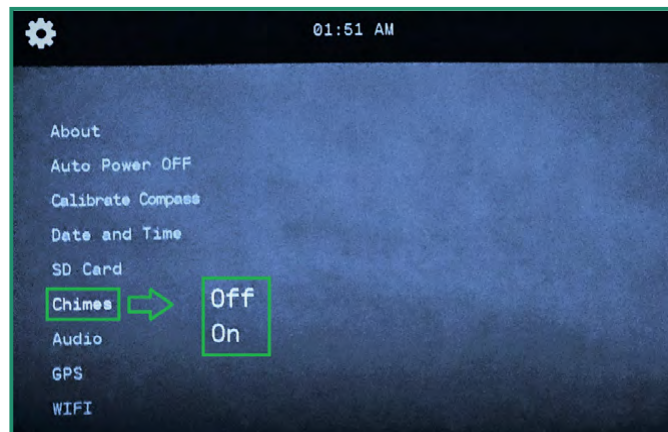 01:51 AM
About
Auto Power OFF
Calibrate Compass
Date and Time
SD Card
Chimes
Off
On
Audio
GPS
WIFI